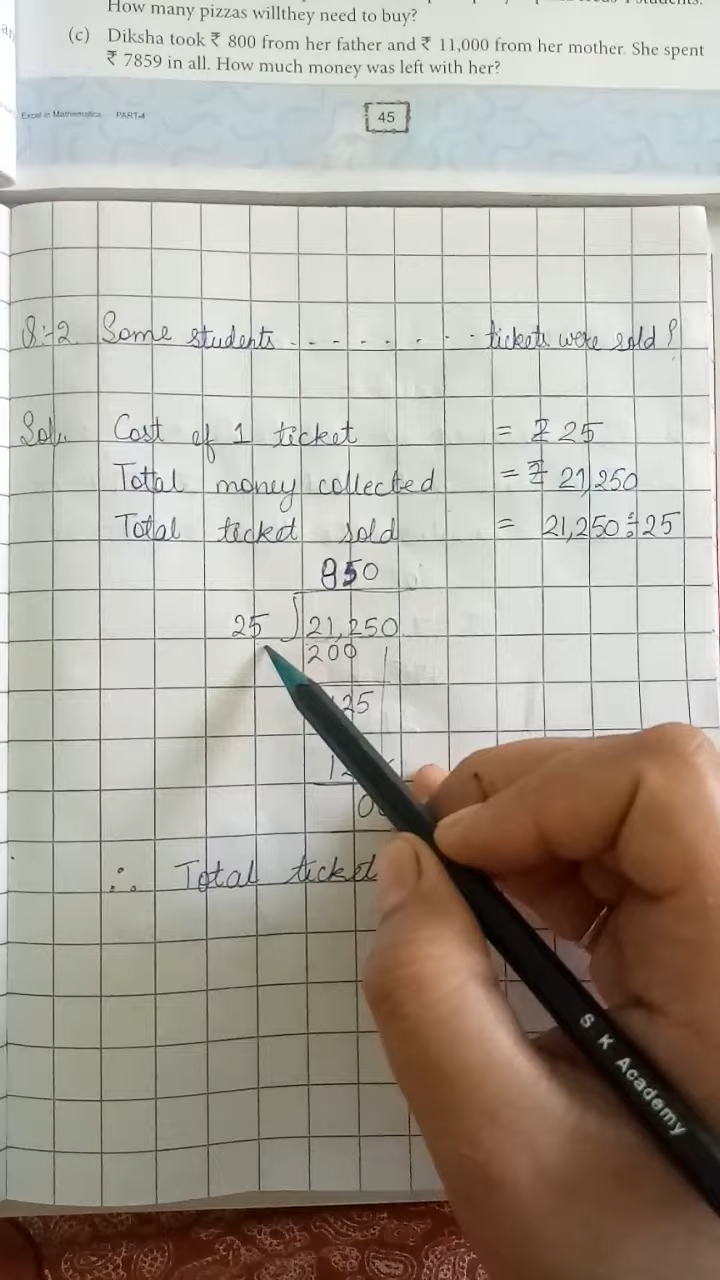 How many pizzas willthey need to buy?
(c) Diksha took ₹ 800 from her father and ₹ 11,000 from her mother. She spent
₹ 7859 in all. How much money was left with her?
Excel in Mathematics PART-4
45
Q:-2 Some students . . . . . . . . tickets were sold?
Sol. Cost of 1 ticket = ₹ 25
Total money collected = ₹ 21,250
Total ticket sold = 21,250÷25
850
25 21,250
200
125
∴ Total ticket
S K Academy